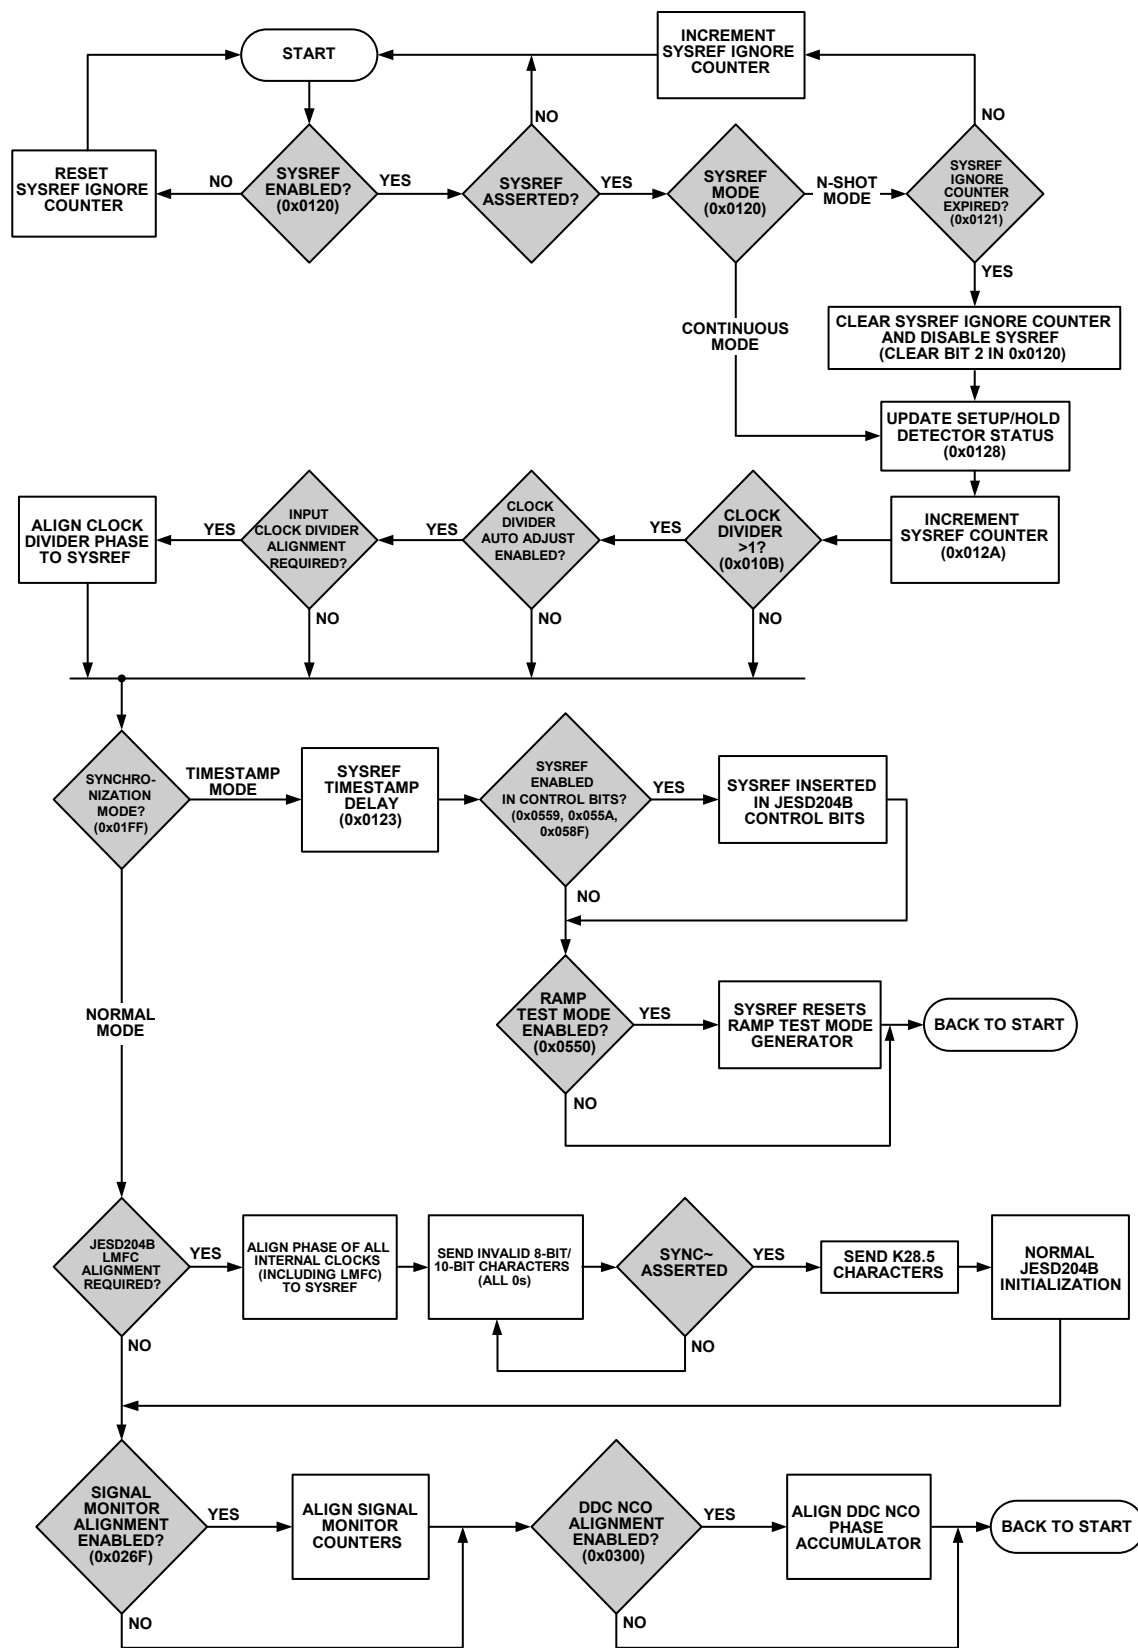 START
INCREMENT
SYSREF IGNORE
COUNTER
NO
NO
RESET
SYSREF IGNORE
COUNTER
NO
SYSREF
ENABLED?
(0x0120)
YES
SYSREF
ASSERTED?
YES
SYSREF
MODE
(0x0120)
N-SHOT
MODE
SYSREF
IGNORE
COUNTER
EXPIRED?
(0x0121)
YES
CONTINUOUS
MODE
CLEAR SYSREF IGNORE COUNTER
AND DISABLE SYSREF
(CLEAR BIT 2 IN 0x0120)
UPDATE SETUP/HOLD
DETECTOR STATUS
(0x0128)
ALIGN CLOCK
DIVIDER PHASE
TO SYSREF
YES
INPUT
CLOCK DIVIDER
ALIGNMENT
REQUIRED?
YES
CLOCK
DIVIDER
AUTO ADJUST
ENABLED?
YES
CLOCK
DIVIDER
>1?
(0x010B)
INCREMENT
SYSREF COUNTER
(0x012A)
NO
NO
NO
SYNCHRO-
NIZATION
MODE?
(0x01FF)
TIMESTAMP
MODE
SYSREF
TIMESTAMP
DELAY
(0x0123)
SYSREF
ENABLED
IN CONTROL BITS?
(0x0559, 0x055A,
0x058F)
YES
SYSREF INSERTED
IN JESD204B
CONTROL BITS
NO
NORMAL
MODE
RAMP
TEST MODE
ENABLED?
(0x0550)
YES
SYSREF RESETS
RAMP TEST MODE
GENERATOR
BACK TO START
NO
JESD204B
LMFC
ALIGNMENT
REQUIRED?
YES
ALIGN PHASE OF ALL
INTERNAL CLOCKS
(INCLUDING LMFC)
TO SYSREF
SEND INVALID 8-BIT/
10-BIT CHARACTERS
(ALL 0s)
SYNC~
ASSERTED
YES
SEND K28.5
CHARACTERS
NORMAL
JESD204B
INITIALIZATION
NO
NO
SIGNAL
MONITOR
ALIGNMENT
ENABLED?
(0x026F)
YES
ALIGN SIGNAL
MONITOR
COUNTERS
DDC NCO
ALIGNMENT
ENABLED?
(0x0300)
YES
ALIGN DDC NCO
PHASE
ACCUMULATOR
BACK TO START
NO
NO